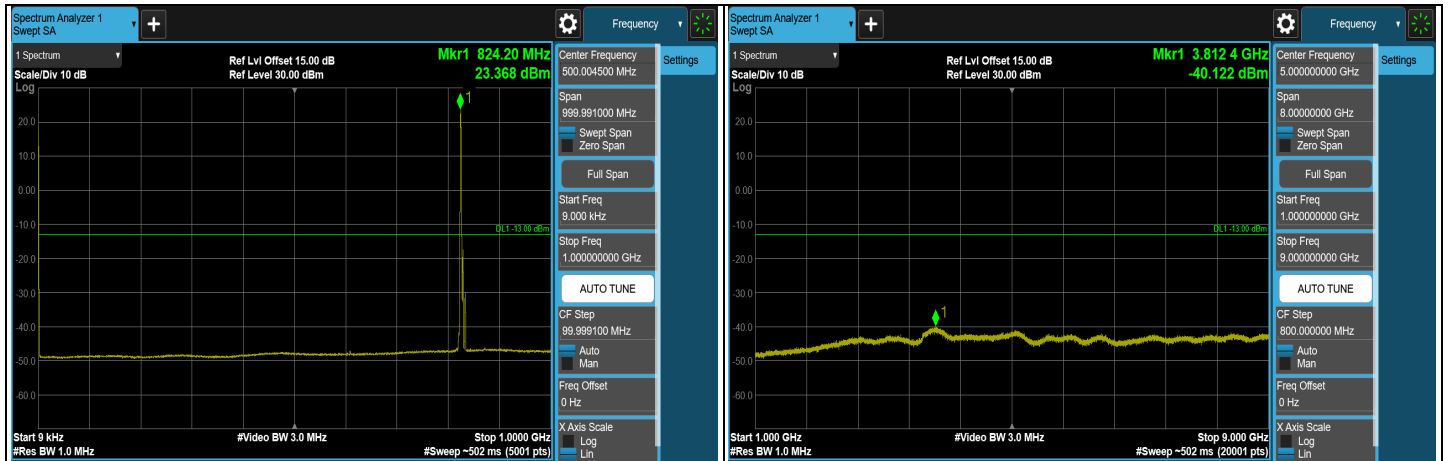 Spectrum Analyzer 1
Swept SA
+
Frequency
1 Spectrum
Scale/Div 10 dB
Ref Lvl Offset 15.00 dB
Ref Level 30.00 dBm
Mkr1 824.20 MHz
23.368 dBm
Log
1
20.0
10.0
0.00
-10.0
-20.0
-30.0
-40.0
-50.0
-60.0
DL1 -13.00 dBm
Start 9 kHz
#Res BW 1.0 MHz
#Video BW 3.0 MHz
Stop 1.0000 GHz
#Sweep ~502 ms (5001 pts)
Center Frequency
500.004500 MHz
Settings
Span
999.991000 MHz
Swept Span
Zero Span
Full Span
Start Freq
9.000 kHz
Stop Freq
1.000000000 GHz
AUTO TUNE
CF Step
99.999100 MHz
Auto
Man
Freq Offset
0 Hz
X Axis Scale
Log
Lin
Spectrum Analyzer 1
Swept SA
+
Frequency
1 Spectrum
Scale/Div 10 dB
Ref Lvl Offset 15.00 dB
Ref Level 30.00 dBm
Mkr1 3.812 4 GHz
-40.122 dBm
Log
1
20.0
10.0
0.00
-10.0
-20.0
-30.0
-40.0
-50.0
-60.0
DL1 -13.00 dBm
Start 1.000 GHz
#Res BW 1.0 MHz
#Video BW 3.0 MHz
Stop 9.000 GHz
#Sweep ~502 ms (20001 pts)
Center Frequency
5.000000000 GHz
Settings
Span
8.00000000 GHz
Swept Span
Zero Span
Full Span
Start Freq
1.000000000 GHz
Stop Freq
9.000000000 GHz
AUTO TUNE
CF Step
800.000000 MHz
Auto
Man
Freq Offset
0 Hz
X Axis Scale
Log
Lin